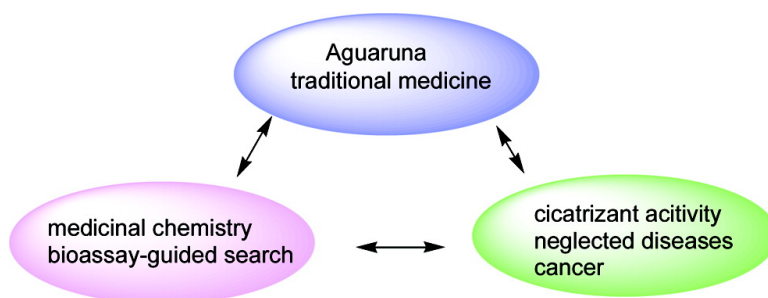 Aguaruna
traditional medicine
medicinal chemistry
bioassay-guided search
cicatrizant acitivity
neglected diseases
cancer